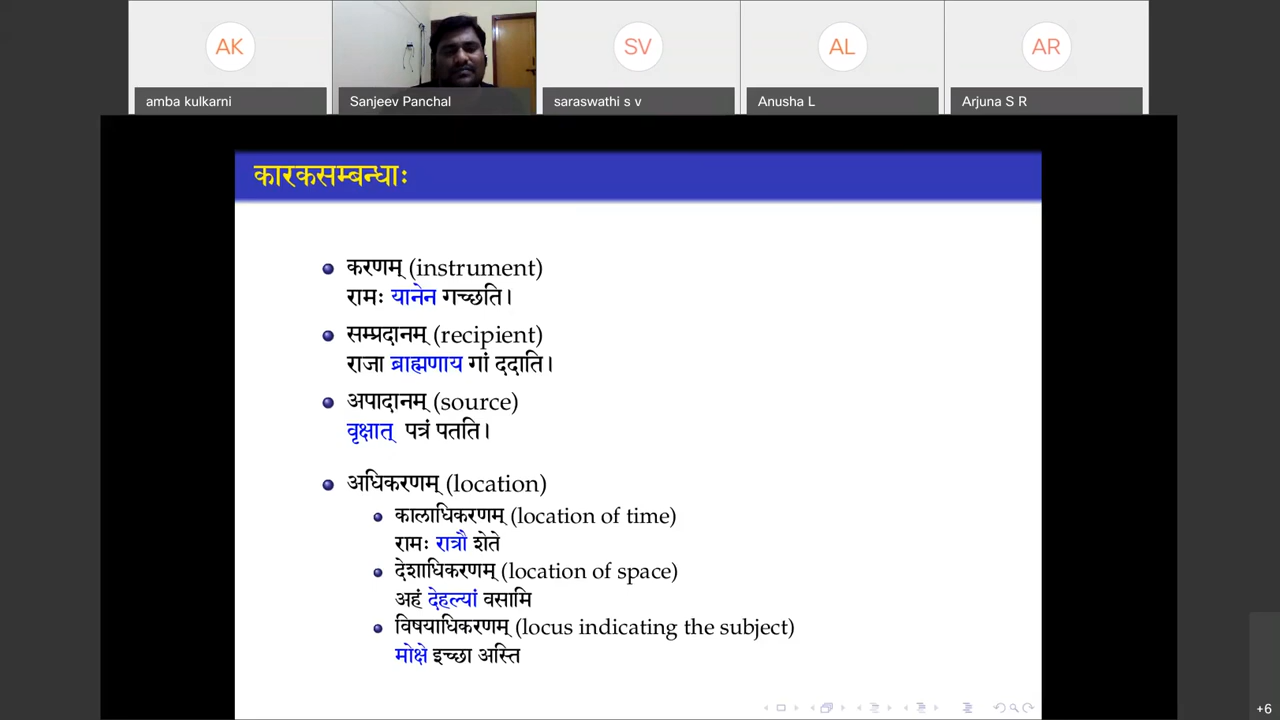 AK
SV
AL
AR
amba kulkarni
Sanjeev Panchal
saraswathi s v
Anusha L
Arjuna S R
कारकसम्बन्धाः
करणम् (instrument)
रामः यानेन गच्छति।
सम्प्रदानम् (recipient)
राजा ब्राह्मणाय गां ददाति।
अपादानम् (source)
वृक्षात् पत्रं पतति।
अधिकरणम् (location)
कालाधिकरणम् (location of time)
रामः रात्रौ शेते
देशाधिकरणम् (location of space)
अहं देहल्यां वसामि
विषयाधिकरणम् (locus indicating the subject)
मोक्षे इच्छा अस्ति
+6